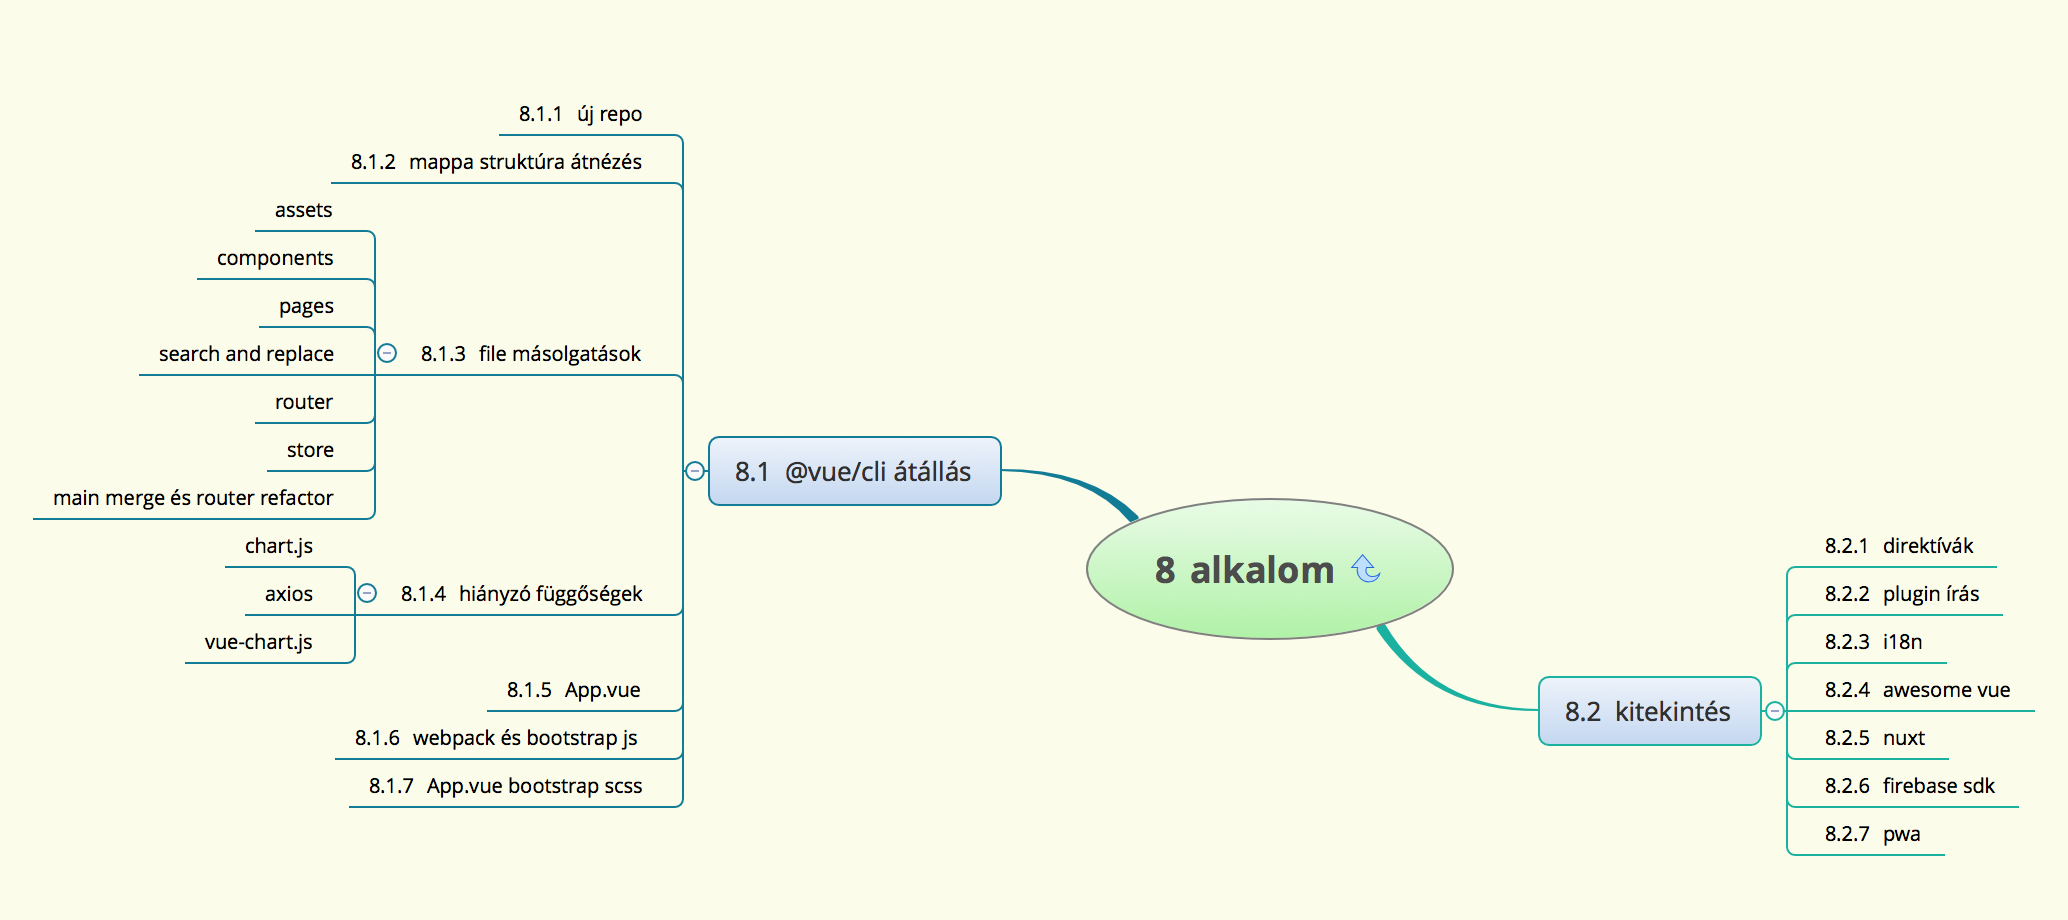 8 alkalom
8.1 @vue/cli átállás
8.1.1 új repo
8.1.2 mappa struktúra átnézés
8.1.3 file másolgatások
assets
components
pages
search and replace
router
store
main merge és router refactor
8.1.4 hiányzó függőségek
chart.js
axios
vue-chart.js
8.1.5 App.vue
8.1.6 webpack és bootstrap js
8.1.7 App.vue bootstrap scss
8.2 kitekintés
8.2.1 direktívák
8.2.2 plugin írás
8.2.3 i18n
8.2.4 awesome vue
8.2.5 nuxt
8.2.6 firebase sdk
8.2.7 pwa